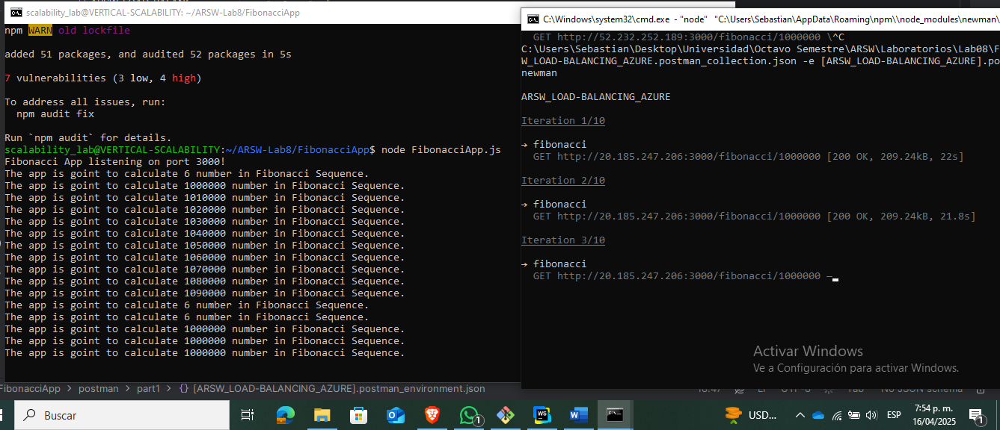 scalability_lab@VERTICAL-SCALABILITY: ~/ARSW-Lab8/FibonacciApp
npm WARN old lockfile
added 51 packages, and audited 52 packages in 5s
7 vulnerabilities (3 low, 4 high)
To address all issues, run:
npm audit fix
Run `npm audit` for details.
scalability_lab@VERTICAL-SCALABILITY:~/ARSW-Lab8/FibonacciApp$ node FibonacciApp.js
Fibonacci App listening on port 3000!
The app is goint to calculate 6 number in Fibonacci Sequence.
The app is goint to calculate 1000000 number in Fibonacci Sequence.
The app is goint to calculate 1010000 number in Fibonacci Sequence.
The app is goint to calculate 1020000 number in Fibonacci Sequence.
The app is goint to calculate 1030000 number in Fibonacci Sequence.
The app is goint to calculate 1040000 number in Fibonacci Sequence.
The app is goint to calculate 1050000 number in Fibonacci Sequence.
The app is goint to calculate 1060000 number in Fibonacci Sequence.
The app is goint to calculate 1070000 number in Fibonacci Sequence.
The app is goint to calculate 1080000 number in Fibonacci Sequence.
The app is goint to calculate 1090000 number in Fibonacci Sequence.
The app is goint to calculate 6 number in Fibonacci Sequence.
The app is goint to calculate 6 number in Fibonacci Sequence.
The app is goint to calculate 1000000 number in Fibonacci Sequence.
The app is goint to calculate 1000000 number in Fibonacci Sequence.
The app is goint to calculate 1000000 number in Fibonacci Sequence.
C:\Windows\system32\cmd.exe - "node" "C:\Users\Sebastian\AppData\Roaming\npm\\node_modules\newman\
GET http://52.232.252.189:3000/fibonacci/1000000 \^C
C:\Users\Sebastian\Desktop\Universidad\Octavo Semestre\ARSW\Laboratorios\Lab08\F
W_LOAD-BALANCING_AZURE.postman_collection.json -e [ARSW_LOAD-BALANCING_AZURE].po
newman
ARSW_LOAD-BALANCING_AZURE
Iteration 1/10
→ fibonacci
GET http://20.185.247.206:3000/fibonacci/1000000 [200 OK, 209.24kB, 22s]
Iteration 2/10
→ fibonacci
GET http://20.185.247.206:3000/fibonacci/1000000 [200 OK, 209.24kB, 21.8s]
Iteration 3/10
→ fibonacci
GET http://20.185.247.206:3000/fibonacci/1000000 –
Activar Windows
Ve a Configuración para activar Windows.
FibonacciApp > postman > part1 > {} [ARSW_LOAD-BALANCING_AZURE].postman_environment.json
Buscar
1
WS
USD...
ESP
7:54 p. m.
16/04/2025
1